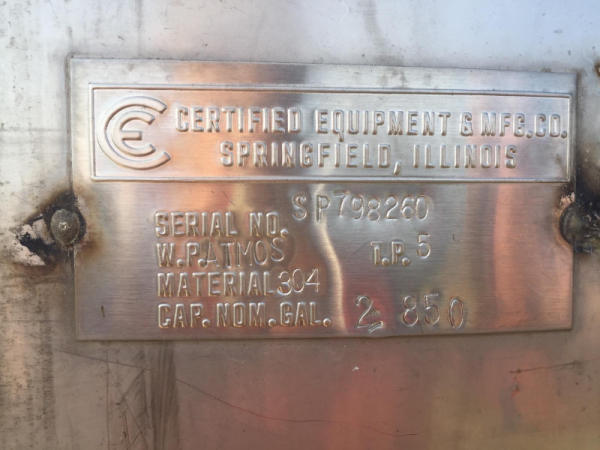 CE CERTIFIED EQUIPMENT & MFG. CO.
SPRINGFIELD, ILLINOIS
SERIAL NO. SP798260
W.P. ATMOS T.P. 5
MATERIAL 304
CAP. NOM. GAL. 2,850